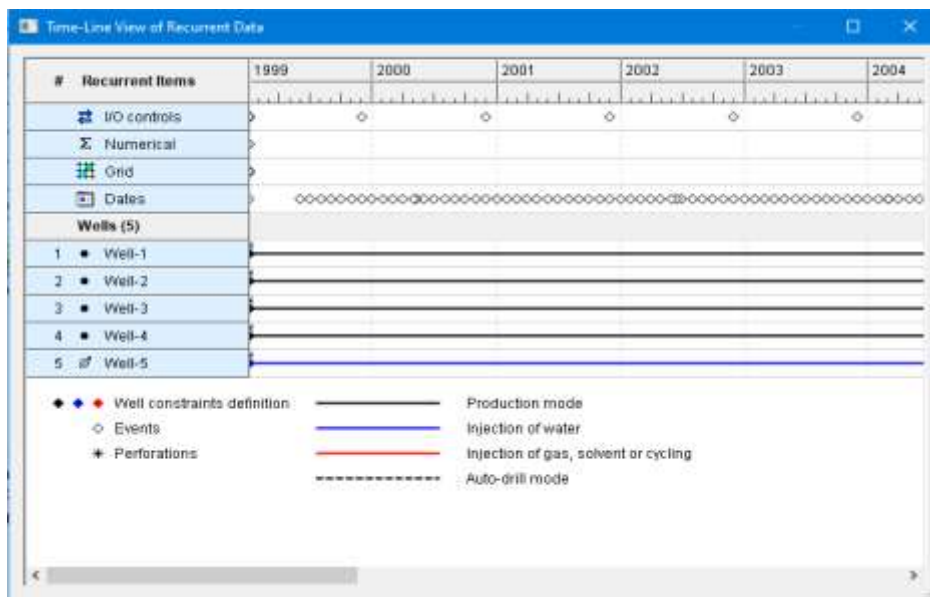 Time-Line View of Recurrent Data
# Recurrent Items 1999 2000 2001 2002 2003 2004
I/O controls
Σ Numerical
Grid
Dates
Wells (5)
1 Well-1
2 Well-2
3 Well-3
4 Well-4
5 Well-5
Well constraints definition Production mode
Events Injection of water
Perforations Injection of gas, solvent or cycling
Auto-drill mode